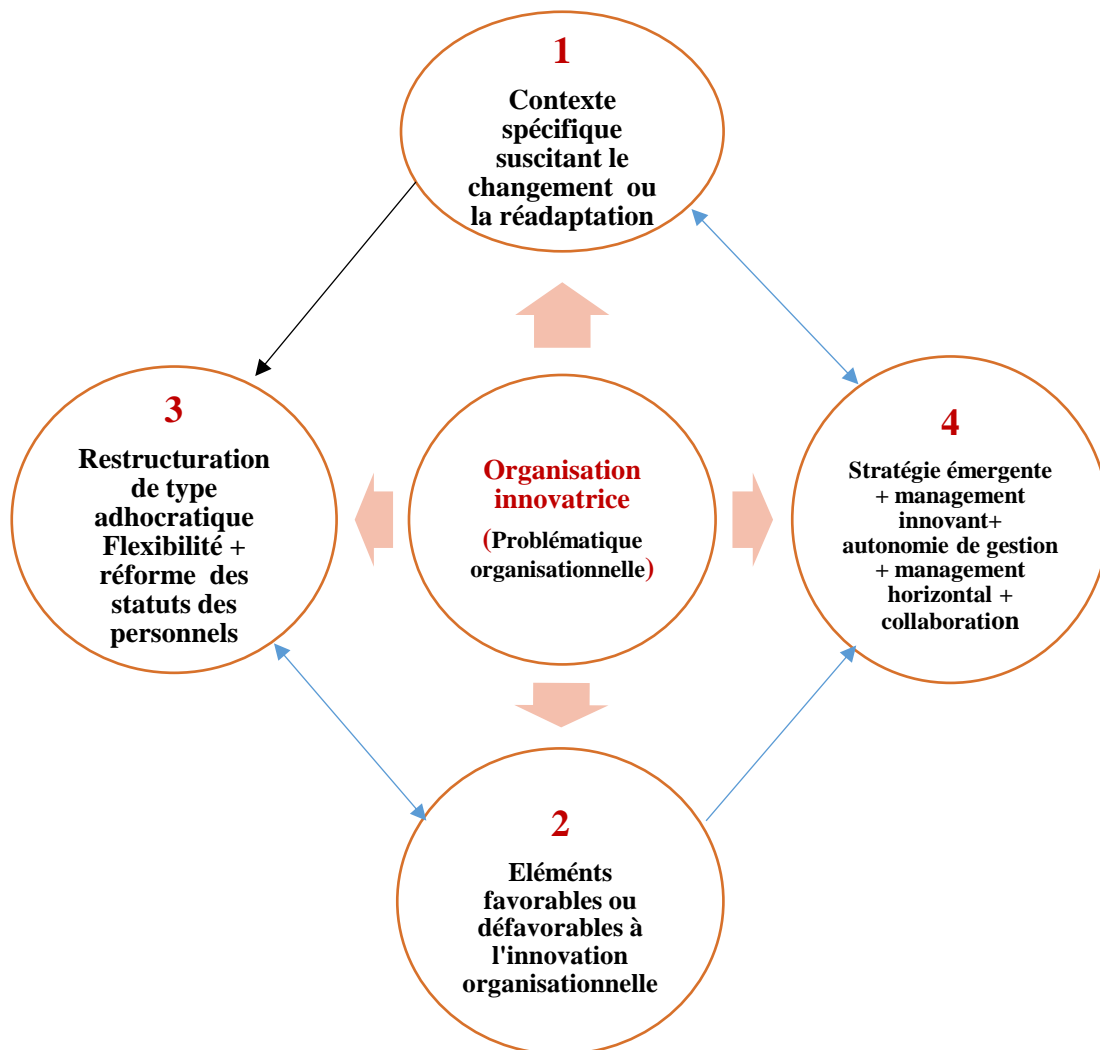 1
Contexte
spécifique
suscitant le
changement ou
la réadaptation
3
Restructuration
de type
adhocratique
Flexibilité +
réforme des
statuts des
personnels
Organisation
innovatrice
(Problématique
organisationnelle)
4
Stratégie émergente
+ management
innovant+
autonomie de gestion
+ management
horizontal +
collaboration
2
Eléménts
favorables ou
défavorables à
l'innovation
organisationnelle